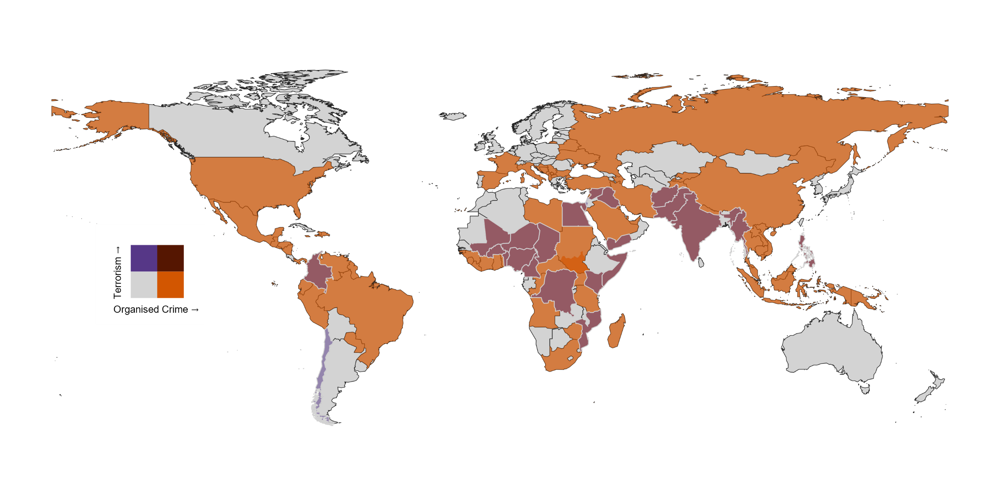 Terrorism →
Organised Crime →